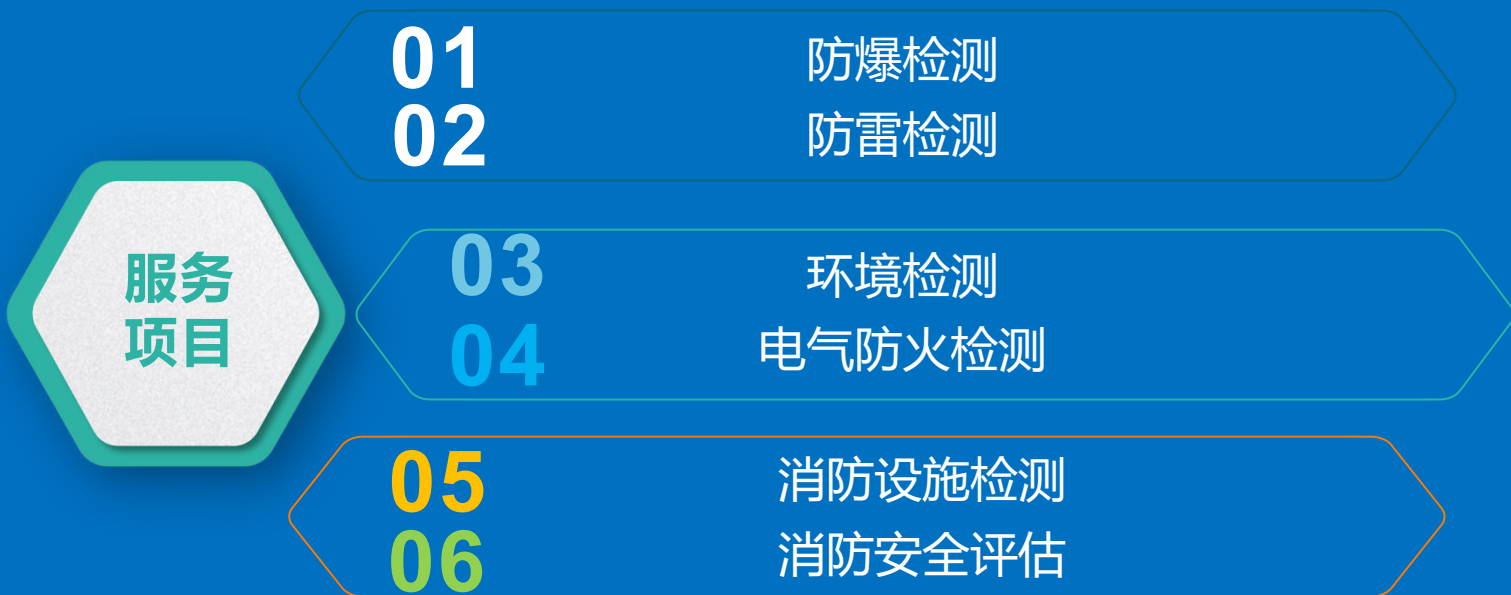 服务
项目
01 防爆检测
02 防雷检测
03 环境检测
04 电气防火检测
05 消防设施检测
06 消防安全评估